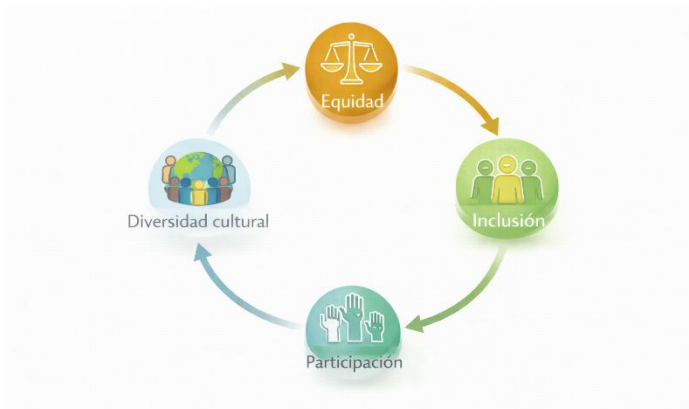 Equidad
Inclusión
Participación
Diversidad cultural